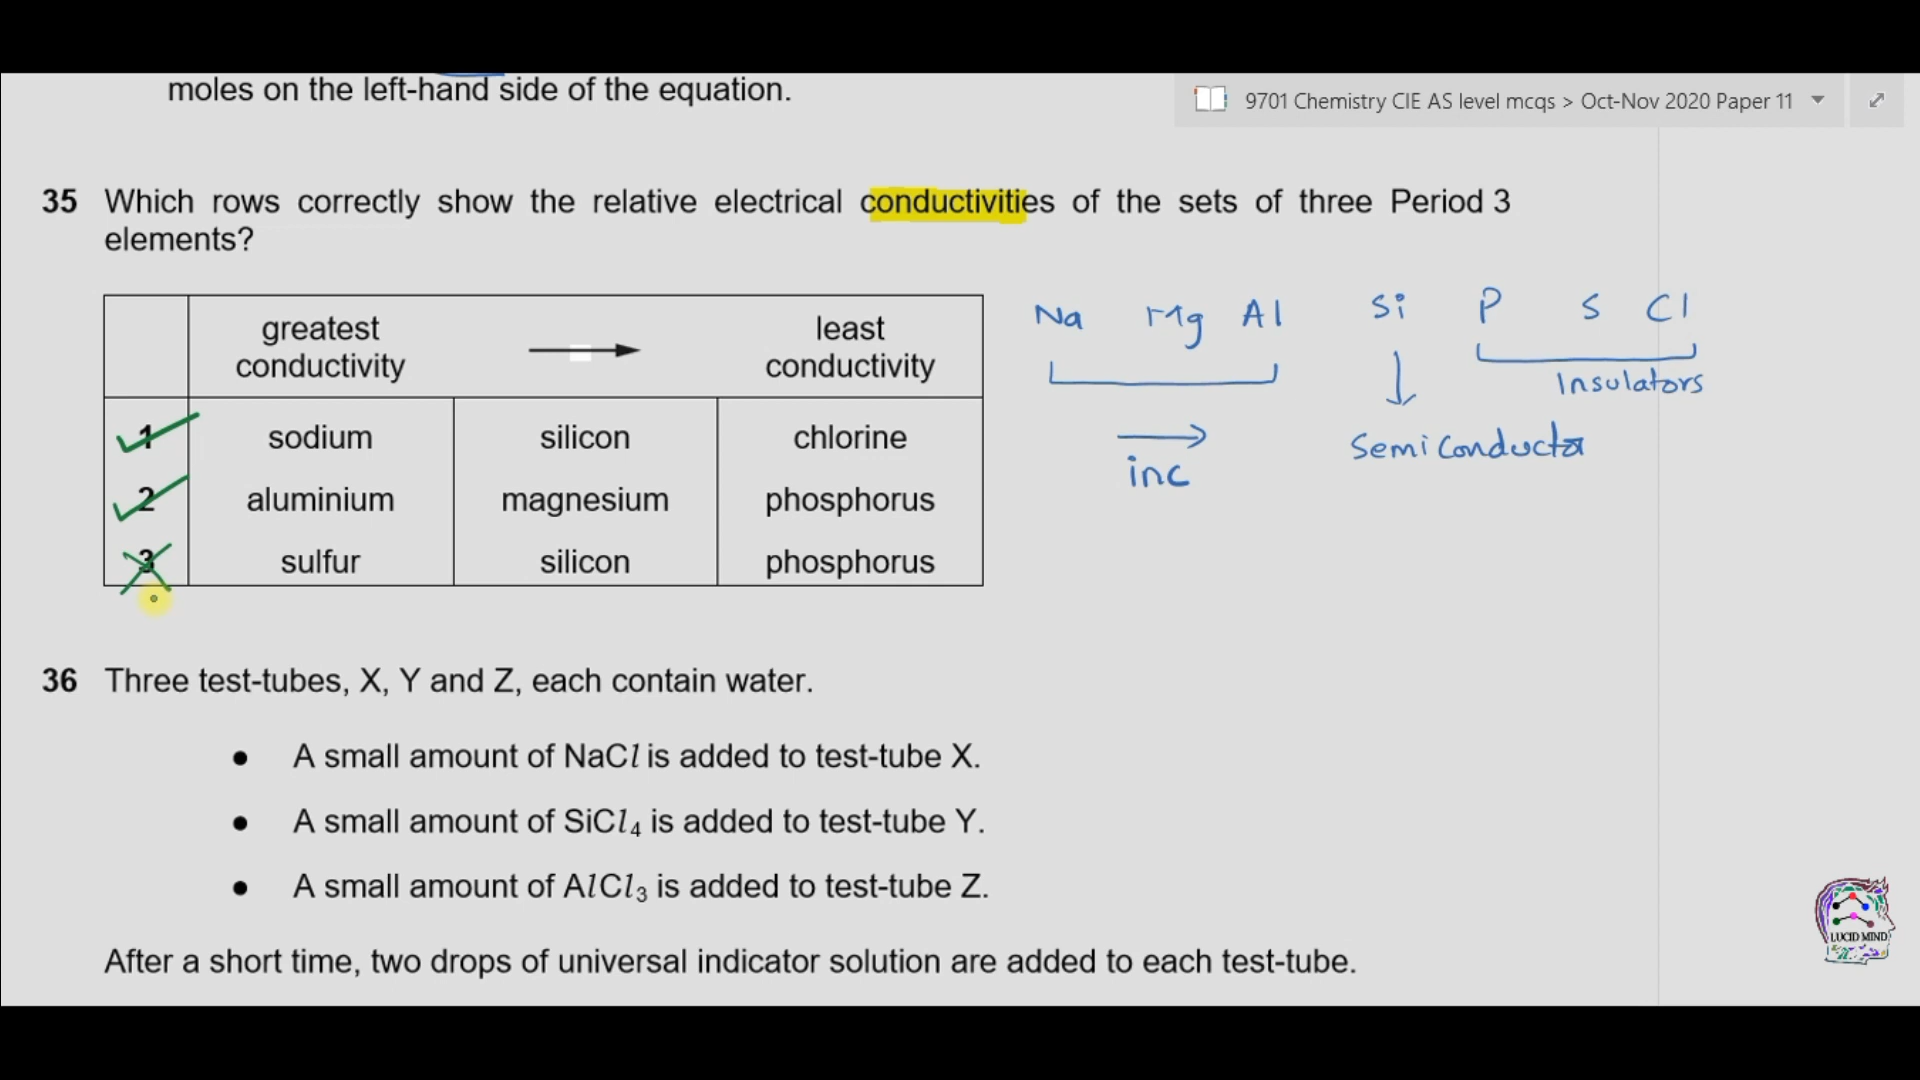 moles on the left-hand side of the equation.
9701 Chemistry CIE AS level mcqs > Oct-Nov 2020 Paper 11
35 Which rows correctly show the relative electrical conductivities of the sets of three Period 3
elements?
greatest conductivity → least conductivity
1 sodium silicon chlorine
2 aluminium magnesium phosphorus
3 sulfur silicon phosphorus
Na Mg Al Si P S Cl
Insulators
inc
Semi Conductor
36 Three test-tubes, X, Y and Z, each contain water.
● A small amount of NaCl is added to test-tube X.
● A small amount of SiCl₄ is added to test-tube Y.
● A small amount of AlCl₃ is added to test-tube Z.
After a short time, two drops of universal indicator solution are added to each test-tube.
LUCID MIND